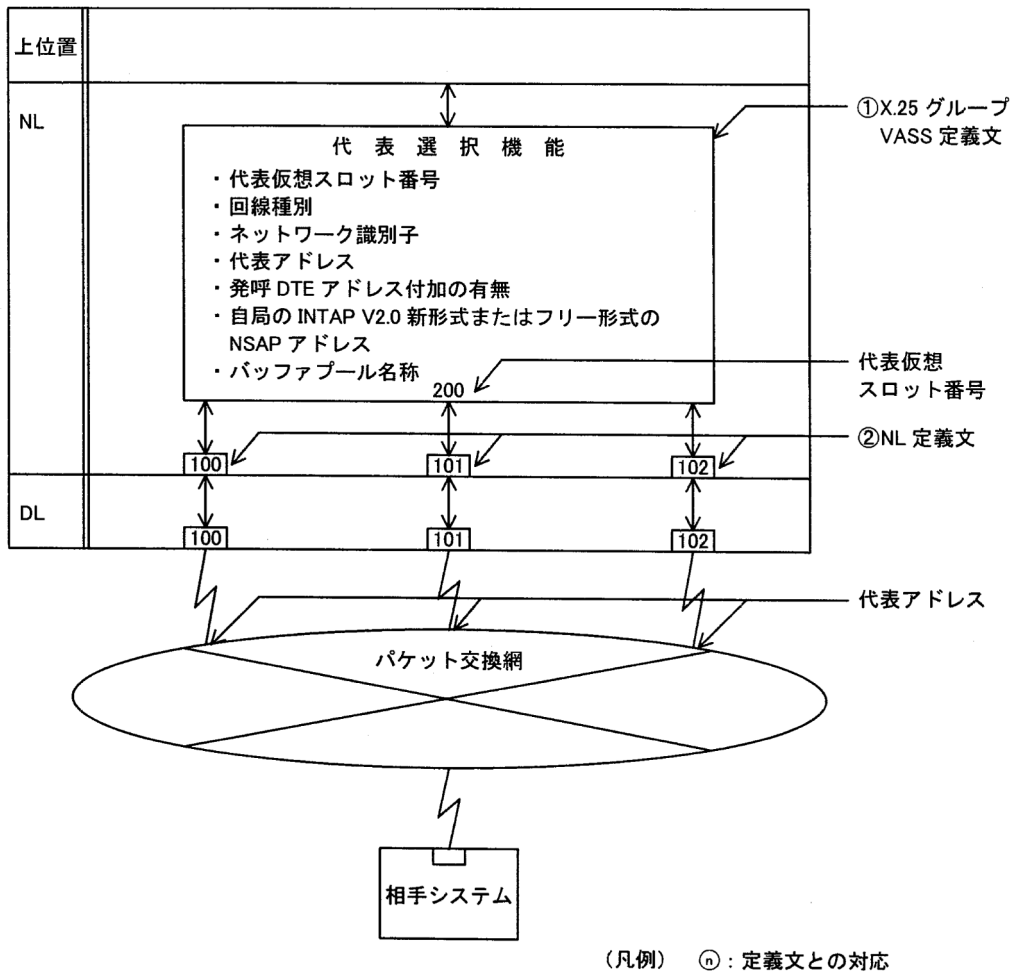 上位置
NL
①X.25 グループ
VASS 定義文
代 表 選 択 機 能
・代表仮想スロット番号
・回線種別
・ネットワーク識別子
・代表アドレス
・発呼 DTE アドレス付加の有無
・自局の INTAP V2.0 新形式またはフリー形式の
NSAP アドレス
・バッファプール名称
200
代表仮想
スロット番号
②NL 定義文
100
101
102
DL
100
101
102
代表アドレス
パケット交換網
相手システム
(凡例) ⓝ:定義文との対応